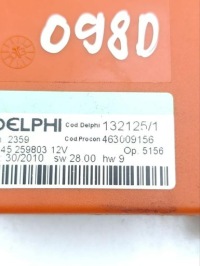 098D
DELPHI Cod Delphi 132125/1
2359 Cod Procon 463009156
45 259803 12V Op. 5156
30/2010 sw 28.00 hw 9